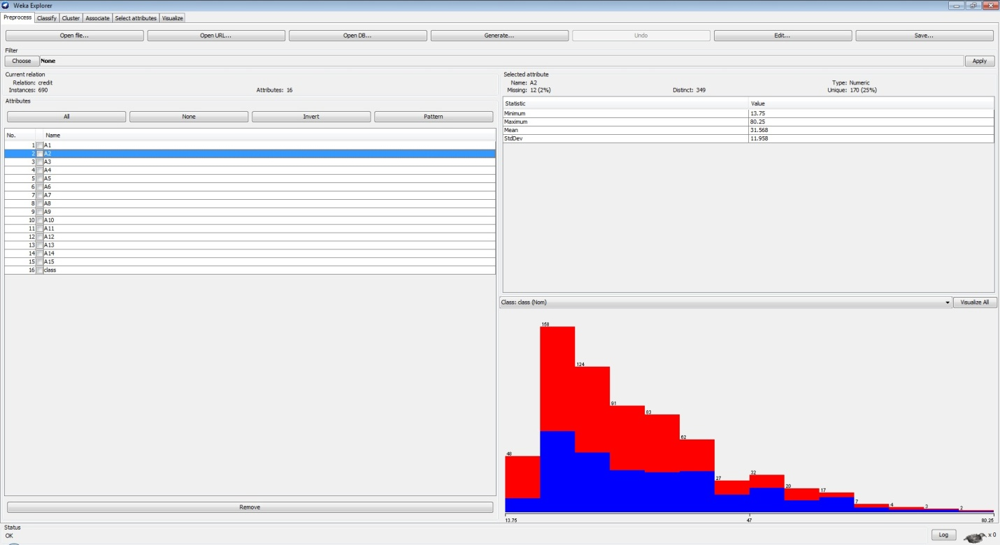 Weka Explorer
Preprocess Classify Cluster Associate Select attributes Visualize
Open file... Open URL... Open DB... Generate... Undo Edit... Save...
Filter
Choose None Apply
Current relation
Relation: credit
Instances: 690 Attributes: 16
Attributes
All None Invert Pattern
No. Name
1 A1
2 A2
3 A3
4 A4
5 A5
6 A6
7 A7
8 A8
9 A9
10 A10
11 A11
12 A12
13 A13
14 A14
15 A15
16 class
Remove
Selected attribute
Name: A2 Type: Numeric
Missing: 12 (2%) Distinct: 349 Unique: 170 (25%)
Statistic Value
Minimum 13.75
Maximum 80.25
Mean 31.568
StdDev 11.958
Class: class (Nom) Visualize All
158
124
91
83
62
48
27
32
20
17
7
4
3
2
13.75 47 80.25
Status
OK Log x 0